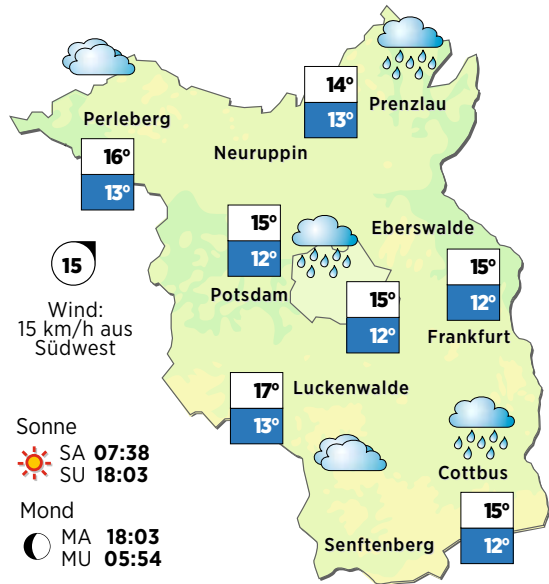 14°
Prenzlau
13°
Perleberg
Neuruppin
16°
13°
15°
12°
Eberswalde
15
15°
12°
Potsdam
15°
12°
Frankfurt
Wind:
15 km/h aus
Südwest
17°
13°
Luckenwalde
Sonne
SA 07:38
SU 18:03
Cottbus
Mond
MA 18:03
MU 05:54
15°
12°
Senftenberg